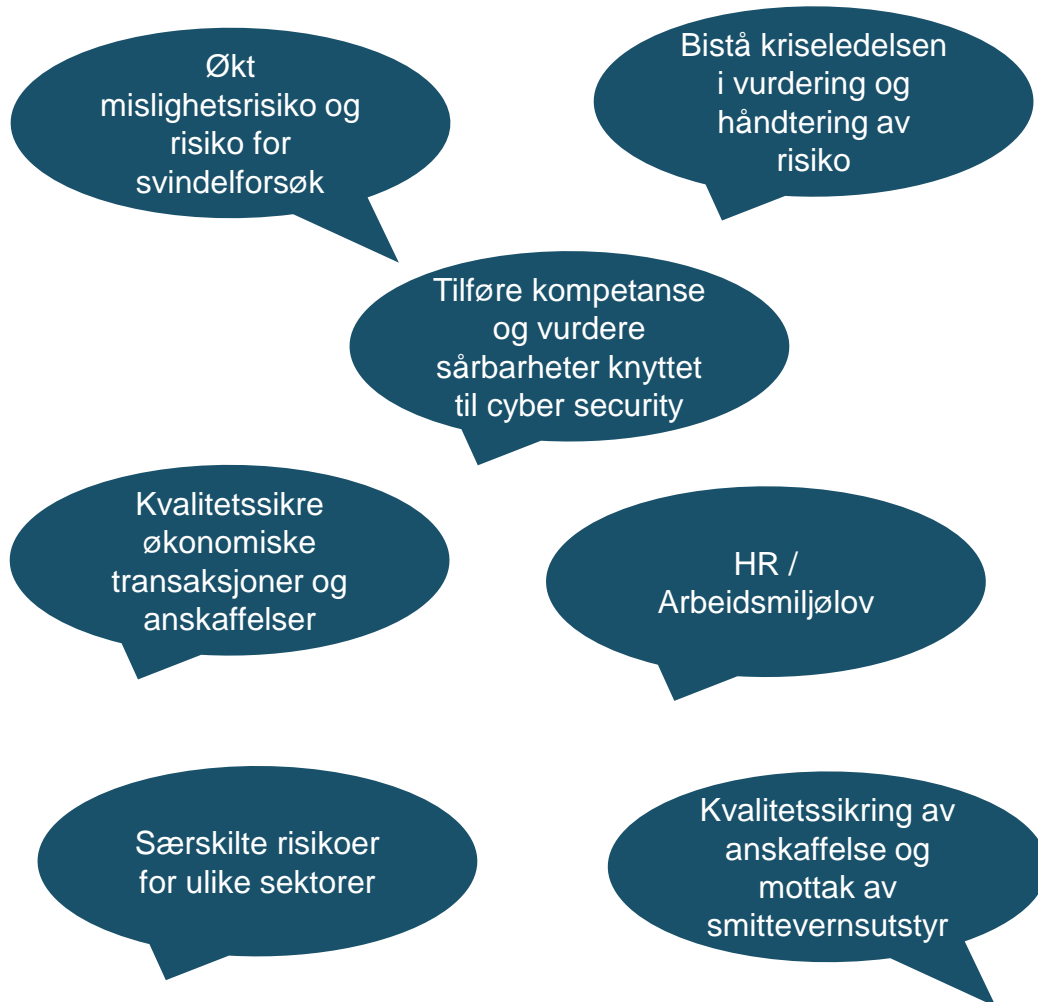 Økt
mislighetsrisiko og
risiko for
svindelforsøk
Bistå kriseledelsen
i vurdering og
håndtering av
risiko
Tilføre kompetanse
og vurdere
sårbarheter knyttet
til cyber security
Kvalitetssikre
økonomiske
transaksjoner og
anskaffelser
HR /
Arbeidsmiljølov
Særskilte risikoer
for ulike sektorer
Kvalitetssikring av
anskaffelse og
mottak av
smittevernsutstyr